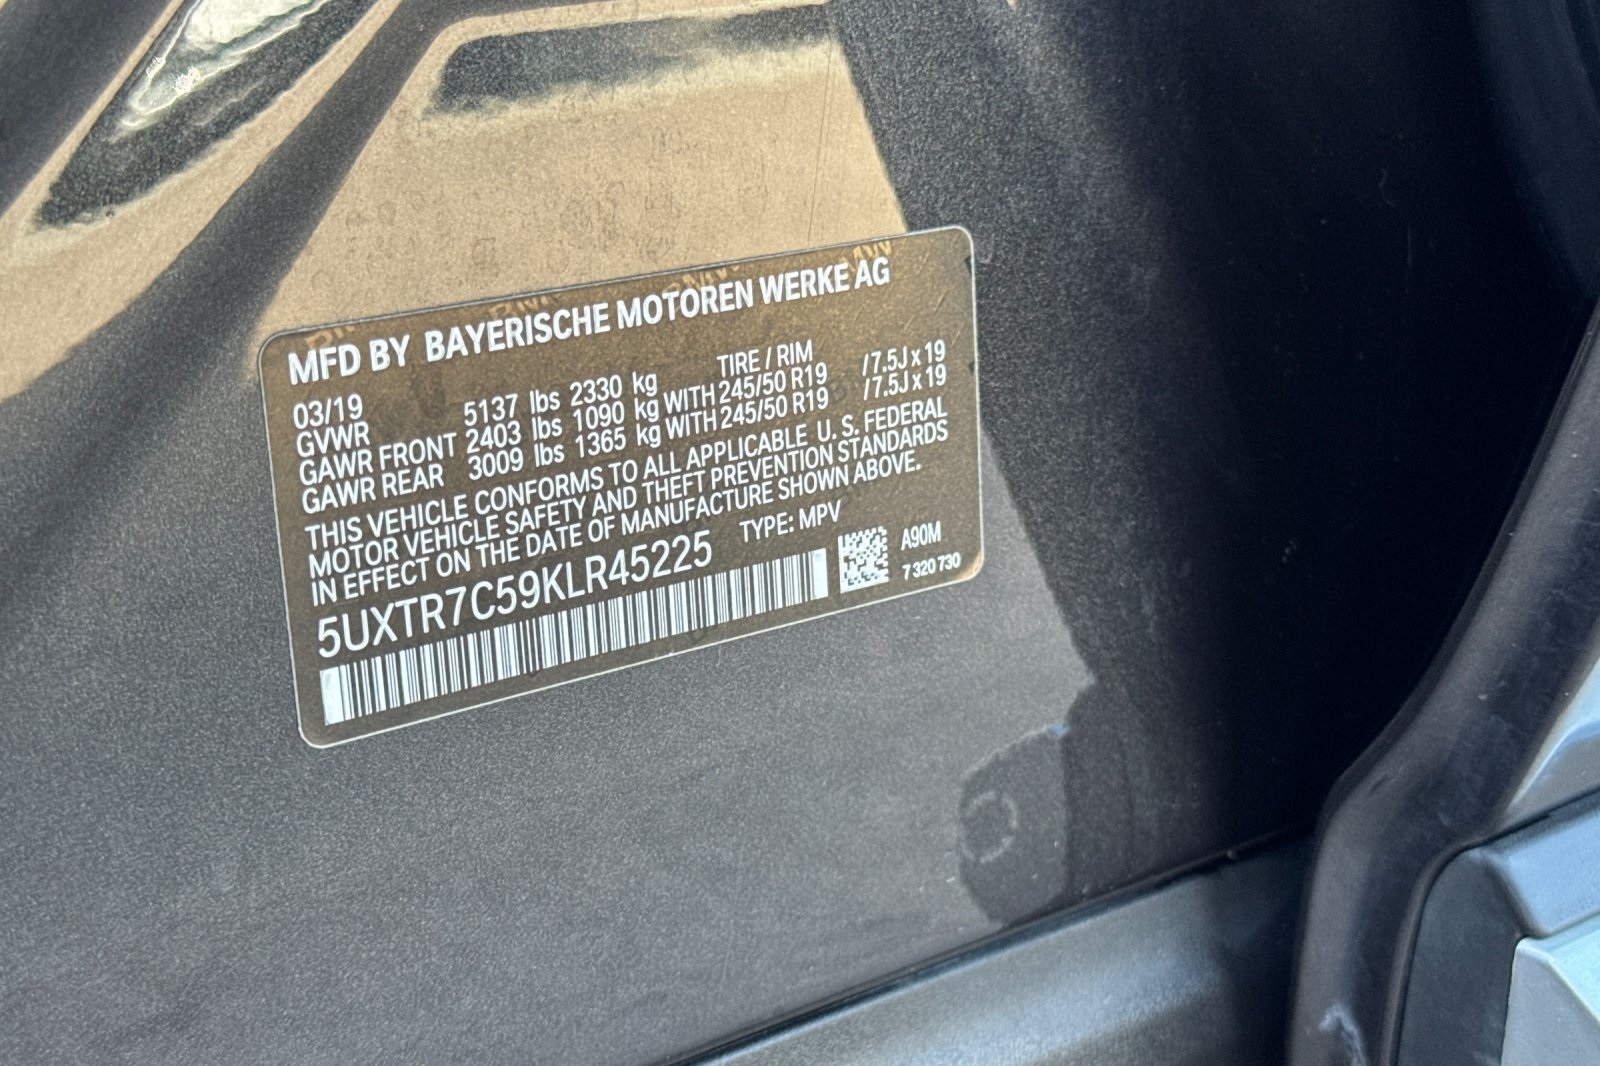 MFD BY BAYERISCHE MOTOREN WERKE AG
03/19 TIRE / RIM
GVWR 5137 lbs 2330 kg
GAWR FRONT 2403 lbs 1090 kg WITH 245/50 R19 /7.5J x 19
GAWR REAR 3009 lbs 1365 kg WITH 245/50 R19 /7.5J x 19
THIS VEHICLE CONFORMS TO ALL APPLICABLE U. S. FEDERAL
MOTOR VEHICLE SAFETY AND THEFT PREVENTION STANDARDS
IN EFFECT ON THE DATE OF MANUFACTURE SHOWN ABOVE.
5UXTR7C59KLR45225 TYPE: MPV
A90M
7 320 730